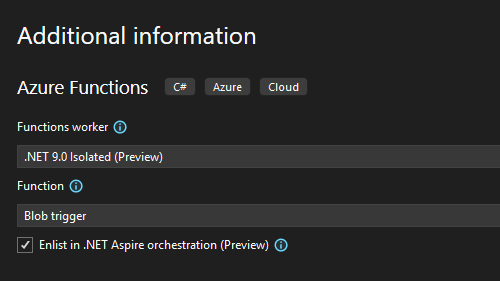 Additional information
Azure Functions C# Azure Cloud
Functions worker
.NET 9.0 Isolated (Preview)
Function
Blob trigger
Enlist in .NET Aspire orchestration (Preview)